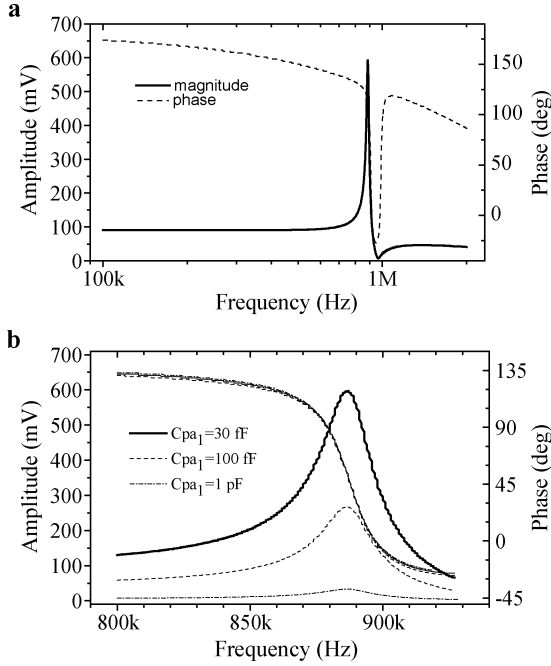 a
700
600
500
400
300
200
100
0
Amplitude (mV)
magnitude
phase
150
100
50
0
Phase (deg)
100k
1M
Frequency (Hz)
b
700
600
500
400
300
200
100
0
Amplitude (mV)
Cpa1=30 fF
Cpa1=100 fF
Cpa1=1 pF
135
90
45
0
-45
Phase (deg)
800k
850k
900k
Frequency (Hz)